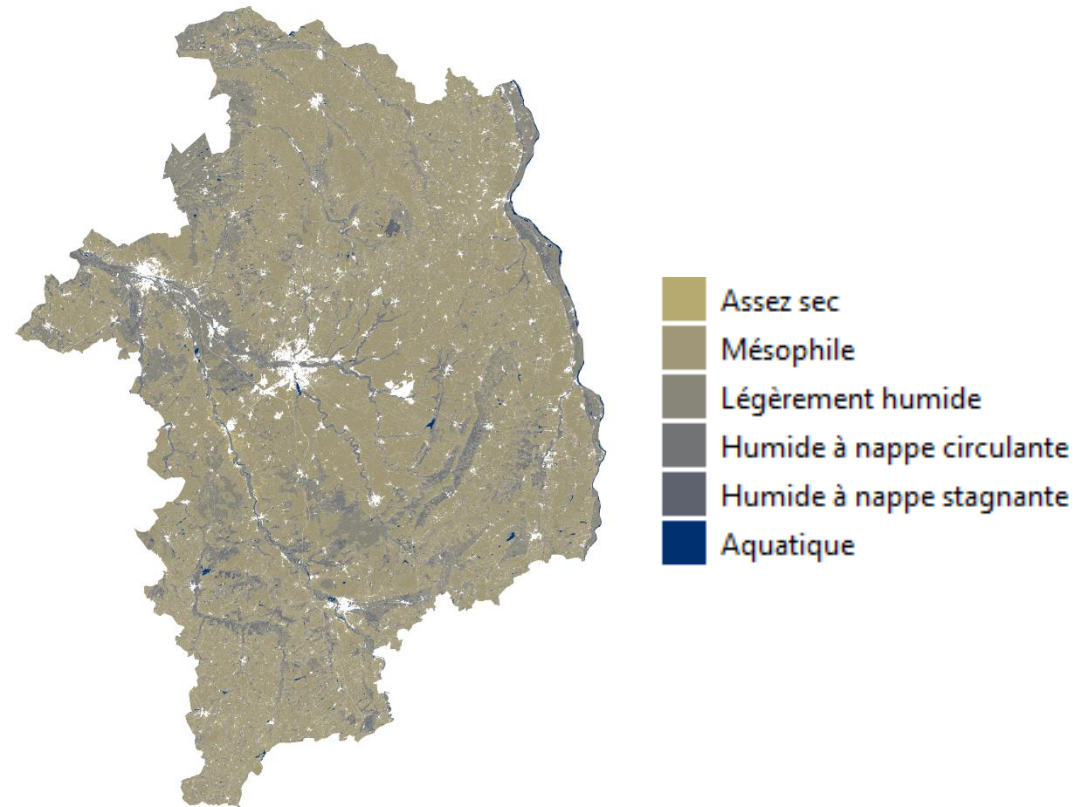 Assez sec
Mésophile
Légèrement humide
Humide à nappe circulante
Humide à nappe stagnante
Aquatique